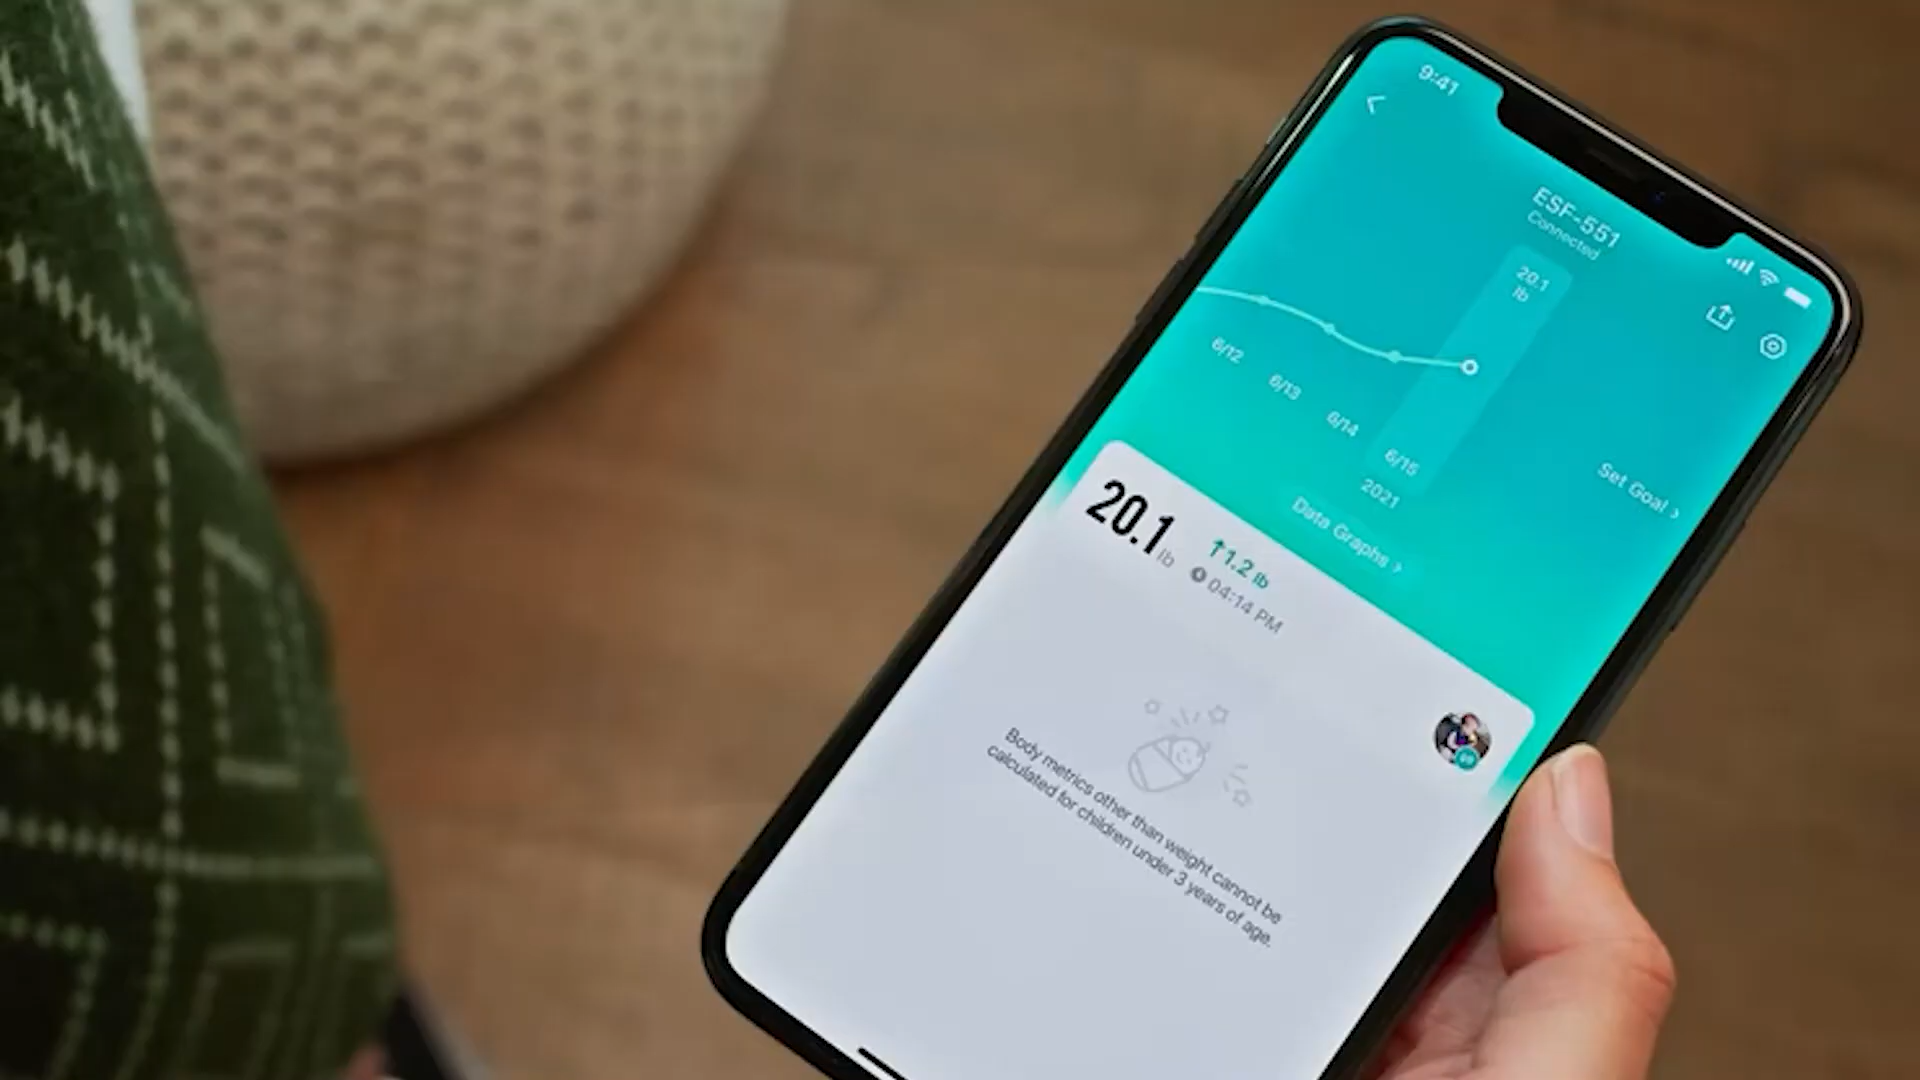 9:41
ESF-551
Connected
20.1
lb
6/12
6/13
6/14
6/15
2021
Set Goal ›
Data Graphs ›
20.1 lb
↑1.2 lb
04:14 PM
Body metrics other than weight cannot be
calculated for children under 3 years of age.